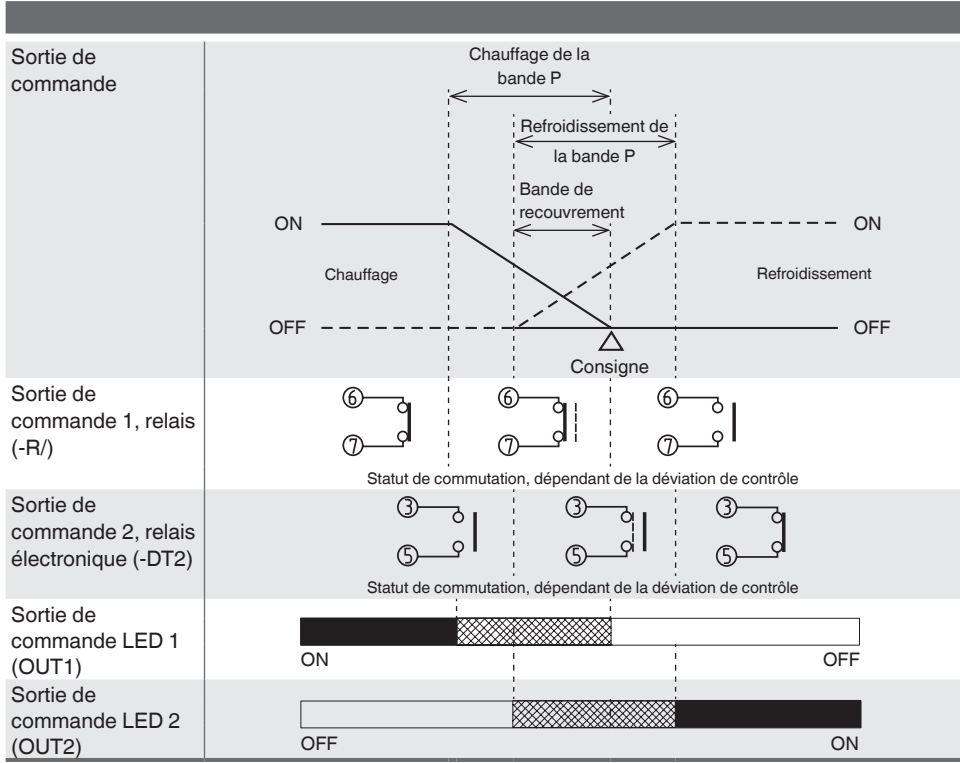 Sortie de
commande
Chauffage de la
bande P
Refroidissement de
la bande P
Bande de
recouvrement
ON
ON
Chauffage
Refroidissement
OFF
OFF
Consigne
Sortie de
commande 1, relais
(-R/)
6
6
6
7
7
7
Statut de commutation, dépendant de la déviation de contrôle
Sortie de
commande 2, relais
électronique (-DT2)
3
3
3
5
5
5
Statut de commutation, dépendant de la déviation de contrôle
Sortie de
commande LED 1
(OUT1)
ON
OFF
Sortie de
commande LED 2
(OUT2)
OFF
ON